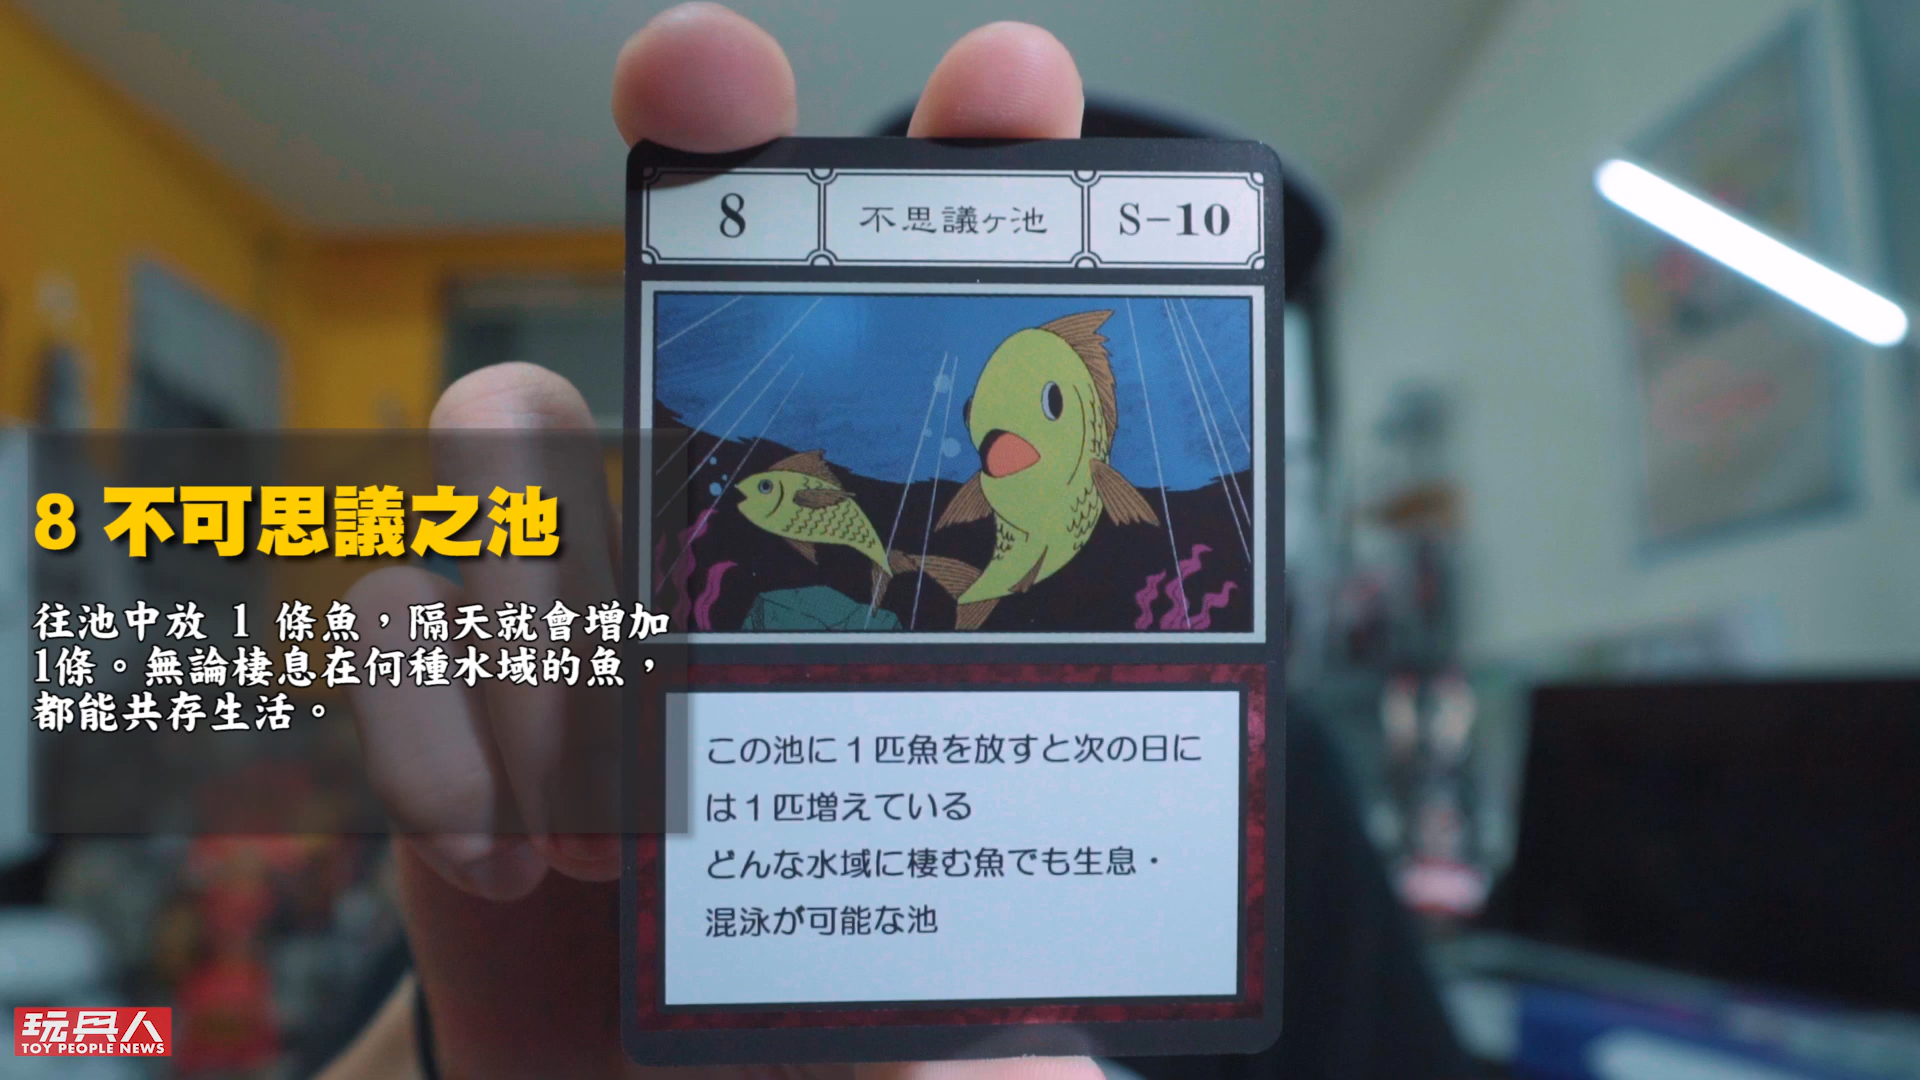 8 不思議ヶ池 S-10
この池に1匹魚を放すと次の日に
は1匹増えている
どんな水域に棲む魚でも生息・
混泳が可能な池
8 不可思議之池
往池中放 1 條魚，隔天就會增加
1條。無論棲息在何種水域的魚，
都能共存生活。
玩具人
TOY PEOPLE NEWS